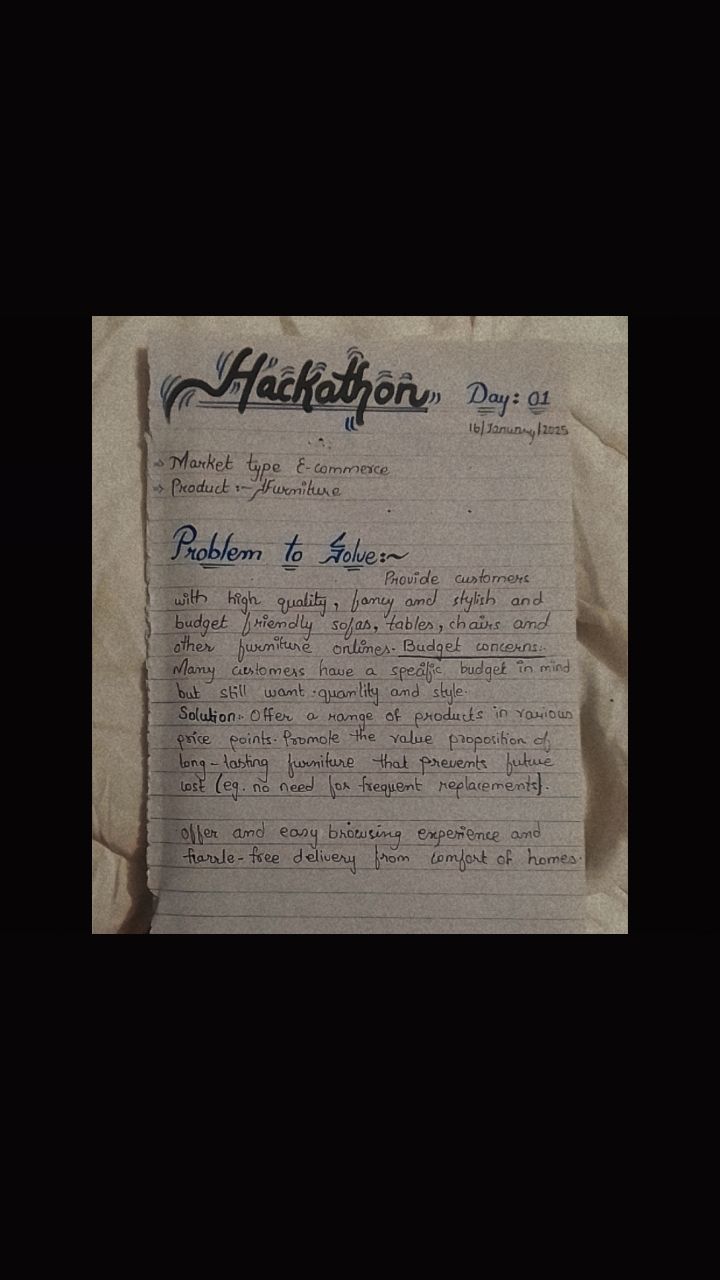 Hackathon Day: 01
16/January/2025
⇒ Market type E-commerce
⇒ Product :- Furniture
Problem to Solve:~
Provide customers
with high quality, fancy and stylish and
budget friendly sofas, tables, chairs and
other furniture onlines. Budget concerns:-
Many customers have a specific budget in mind
but still want quantlity and style.
Solution:- Offer a range of products in various
price points. Promote the value proposition of
long-lasting furniture that prevents future
cost (eg. no need for frequent replacements).
offer and easy browsing experience and
harrle-free delivery from comfort of homes.